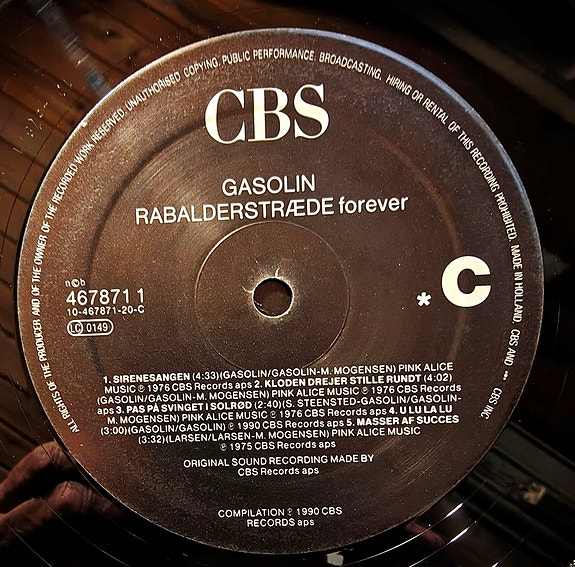 ALL RIGHTS OF THE PRODUCER AND OF THE OWNER OF THE RECORDED WORK RESERVED. UNAUTHORISED COPYING, PUBLIC PERFORMANCE, BROADCASTING, HIRING OR RENTAL OF THIS RECORDING PROHIBITED. MADE IN HOLLAND. CBS AND CBS INC
CBS
GASOLIN
RABALDERSTRÆDE forever
n©b
467871 1
10-467871-20-C
LC 0149
* C
1. SIRENESANGEN (4:33)(GASOLIN/GASOLIN-M. MOGENSEN) PINK ALICE
MUSIC ℗ 1976 CBS Records aps 2. KLODEN DREJER STILLE RUNDT (4:02)
(GASOLIN/GASOLIN-M. MOGENSEN) PINK ALICE MUSIC ℗ 1976 CBS Records
aps 3. PAS PÅ SVINGET I SOLRØD (2:40)(S. STEENSTED-GASOLIN/GASOLIN-
M. MOGENSEN) PINK ALICE MUSIC ℗ 1976 CBS Records aps 4. U LU LA LU
(3:00)(GASOLIN/GASOLIN) ℗ 1990 CBS Records aps 5. MASSER AF SUCCES
(3:32)(LARSEN/LARSEN-M. MOGENSEN) PINK ALICE MUSIC
℗ 1975 CBS Records aps
ORIGINAL SOUND RECORDING MADE BY
CBS Records aps
COMPILATION ℗ 1990 CBS
RECORDS aps